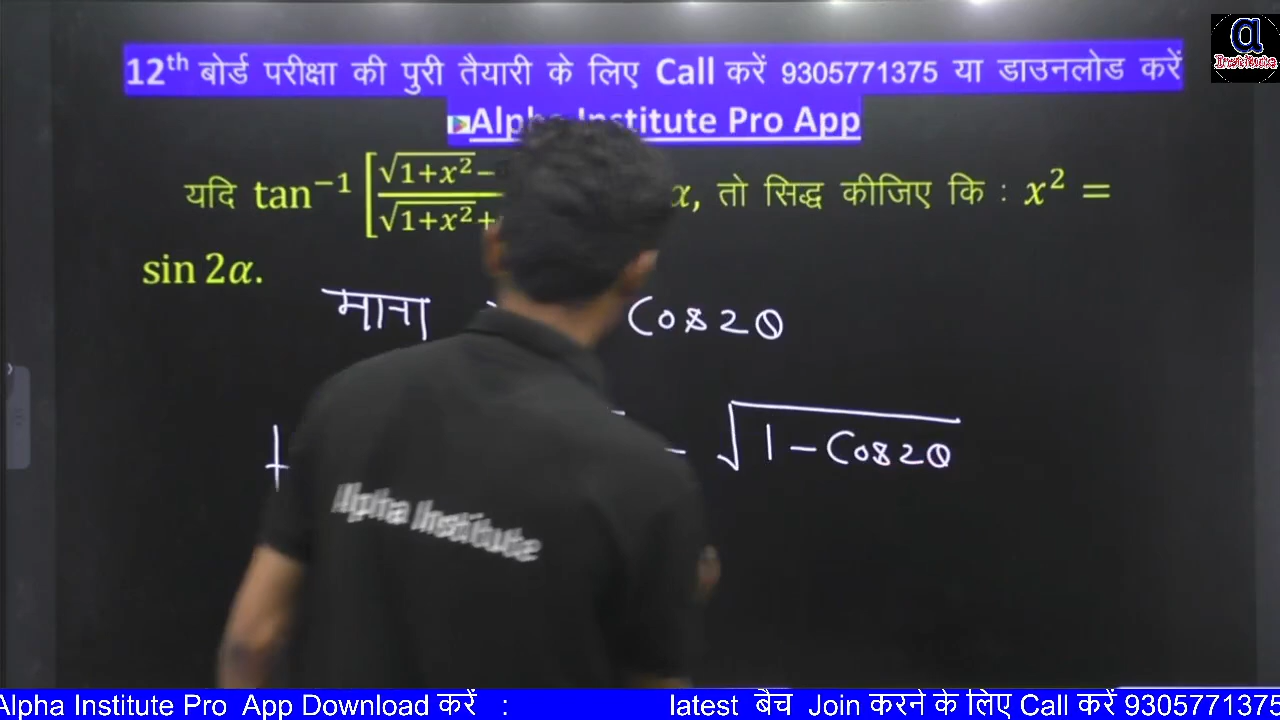 12th बोर्ड परीक्षा की पुरी तैयारी के लिए Call करें 9305771375 या डाउनलोड करें
α
Institute
Institute Pro App
यदि tan⁻¹ [√1+x² − / √1+x² + α, तो सिद्ध कीजिए कि : x² =
sin 2α.
माना Cos2θ
− √1 − Cos2θ
Alpha Institute
Alpha Institute Pro App Download करें : latest बैच Join करने के लिए Call करें 9305771375